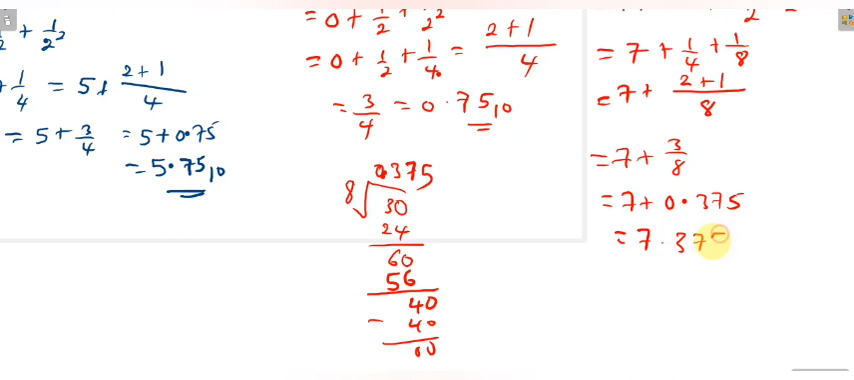 + 1/2²
+ 1/4 = 5 + (2+1)/4
= 5 + 3/4 = 5 + 0.75
= 5.75₁₀
= 0 + 1/2 + 1/2²
= 0 + 1/2 + 1/4 = (2+1)/4
= 3/4 = 0.75₁₀
0.375
8√30
24
60
56
40
- 40
00
= 7 + 1/4 + 1/8
= 7 + (2+1)/8
= 7 + 3/8
= 7 + 0.375
= 7.375